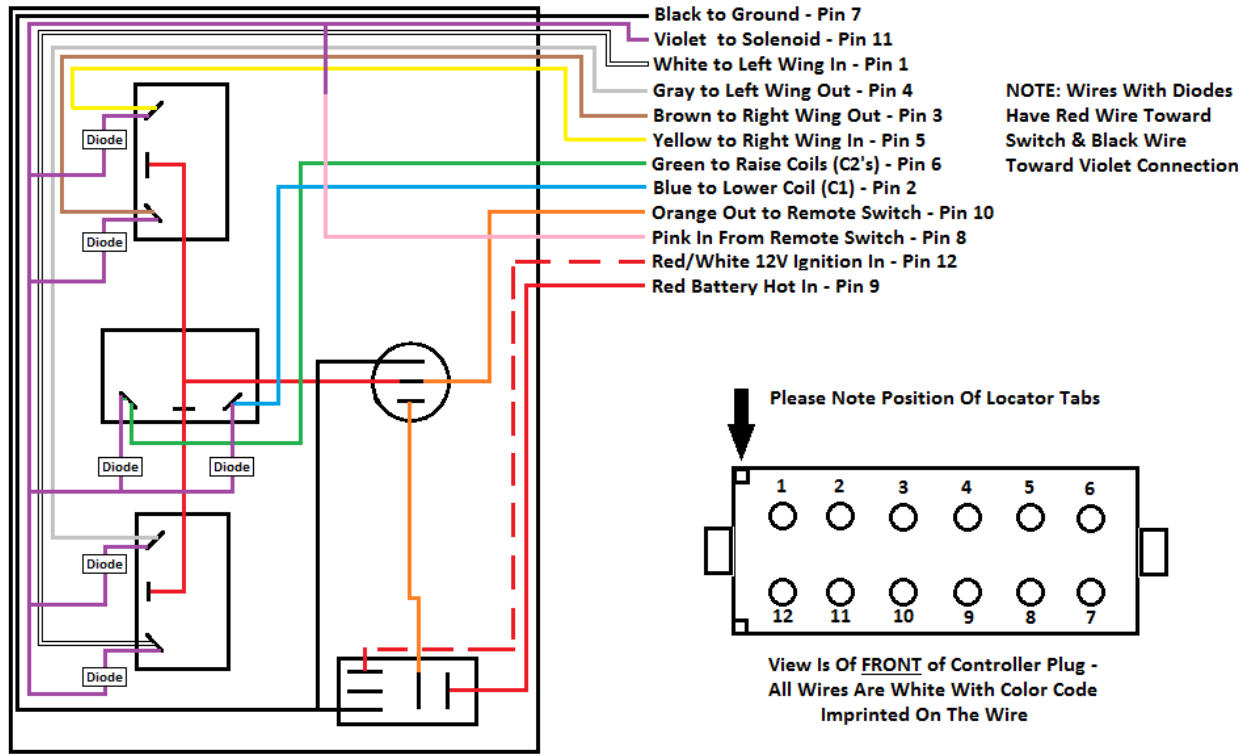 Black to Ground - Pin 7
Violet to Solenoid - Pin 11
White to Left Wing In - Pin 1
Gray to Left Wing Out - Pin 4
Brown to Right Wing Out - Pin 3
Yellow to Right Wing In - Pin 5
Green to Raise Coils (C2's) - Pin 6
Blue to Lower Coil (C1) - Pin 2
Orange Out to Remote Switch - Pin 10
Pink In From Remote Switch - Pin 8
Red/White 12V Ignition In - Pin 12
Red Battery Hot In - Pin 9
NOTE: Wires With Diodes
Have Red Wire Toward
Switch & Black Wire
Toward Violet Connection
Diode
Diode
Diode
Diode
Diode
Diode
Please Note Position Of Locator Tabs
1 2 3 4 5 6
12 11 10 9 8 7
View Is Of FRONT of Controller Plug -
All Wires Are White With Color Code
Imprinted On The Wire